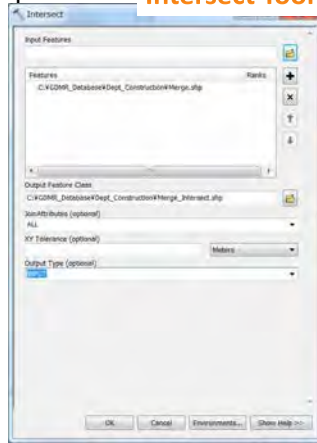 Intersect Tool
Intersect
Input Features
Features Ranks
C:¥GDMR_Database¥Dept_Construction¥Merge.shp
Output Feature Class
C:¥GDMR_Database¥Dept_Construction¥Merge_Intersect.shp
JoinAttributes (optional)
ALL
XY Tolerance (optional)
Meters
Output Type (optional)
OK Cancel Environments... Show Help >>